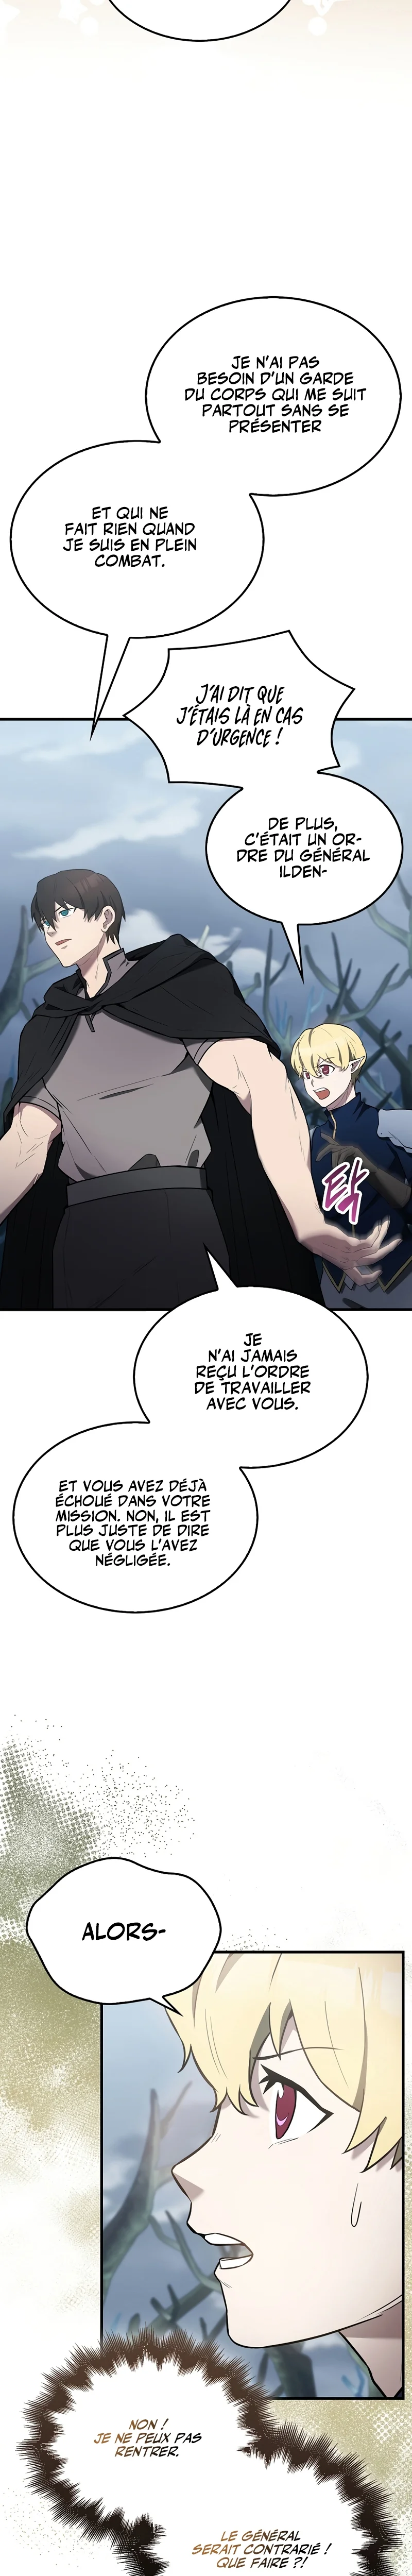 JE N'AI PAS
BESOIN D'UN GARDE
DU CORPS QUI ME SUIT
PARTOUT SANS SE
PRÉSENTER
ET QUI NE
FAIT RIEN QUAND
JE SUIS EN PLEIN
COMBAT.
J'AI DIT QUE
J'ÉTAIS LÀ EN CAS
D'URGENCE !
DE PLUS,
C'ÉTAIT UN OR-
DRE DU GÉNÉRAL
ILDEN-
탁
JE
N'AI JAMAIS
REÇU L'ORDRE
DE TRAVAILLER
AVEC VOUS.
ET VOUS AVEZ DÉJÀ
ÉCHOUÉ DANS VOTRE
MISSION. NON, IL EST
PLUS JUSTE DE DIRE
QUE VOUS L'AVEZ
NÉGLIGÉE.
ALORS-
NON !
JE NE PEUX PAS
RENTRER.
LE GÉNÉRAL
SERAIT CONTRARIÉ !
QUE FAIRE ?!